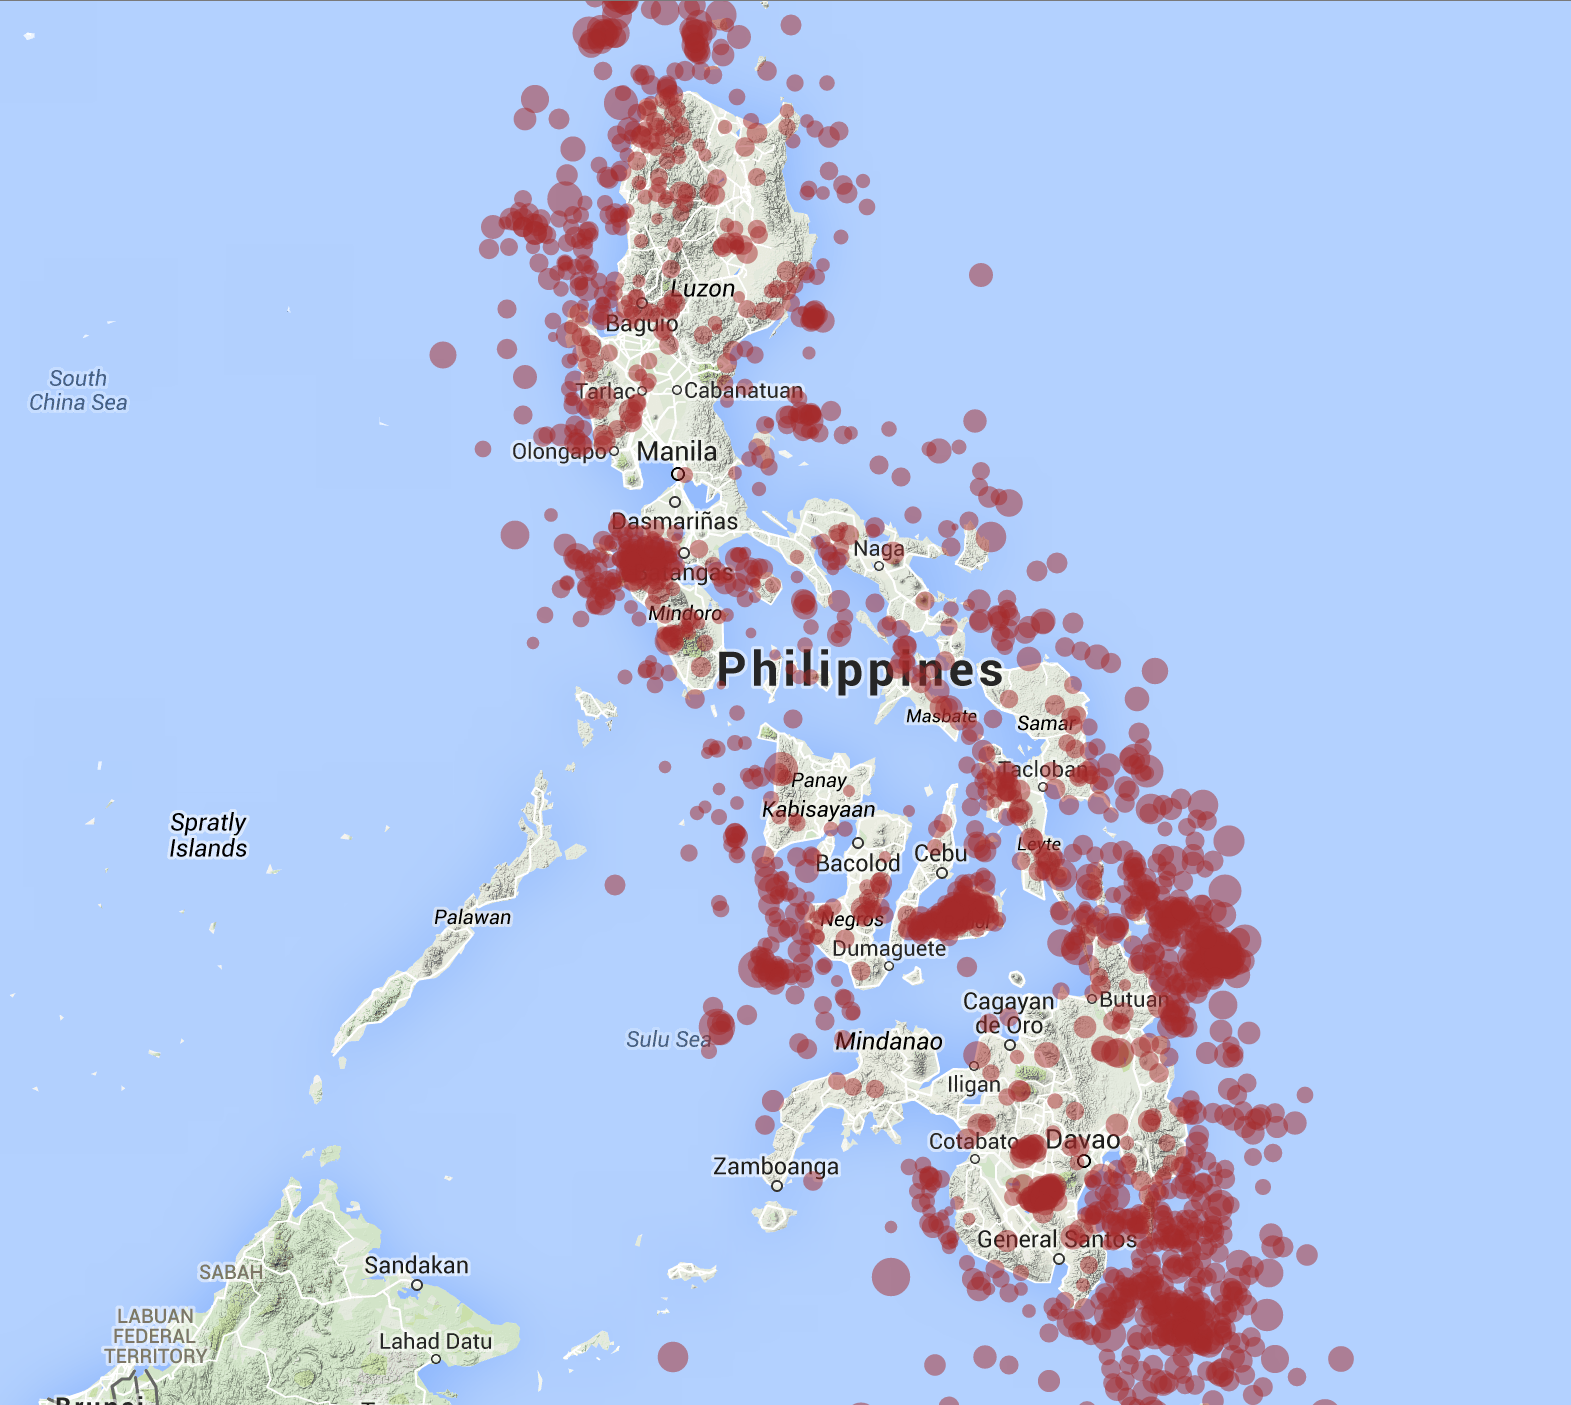 Luzon
Baguio
South
China Sea
Tarlac
Cabanatuan
Olongapo
Manila
Dasmariñas
Naga
Mindoro
Philippines
Masbate
Samar
Tacloban
Panay
Kabisayaan
Spratly
Islands
Bacolod
Cebu
Leyte
Palawan
Negros
Dumaguete
Cagayan
de Oro
Butuan
Sulu Sea
Mindanao
Iligan
Cotabato
Davao
Zamboanga
General Santos
SABAH
Sandakan
LABUAN
FEDERAL
TERRITORY
Lahad Datu